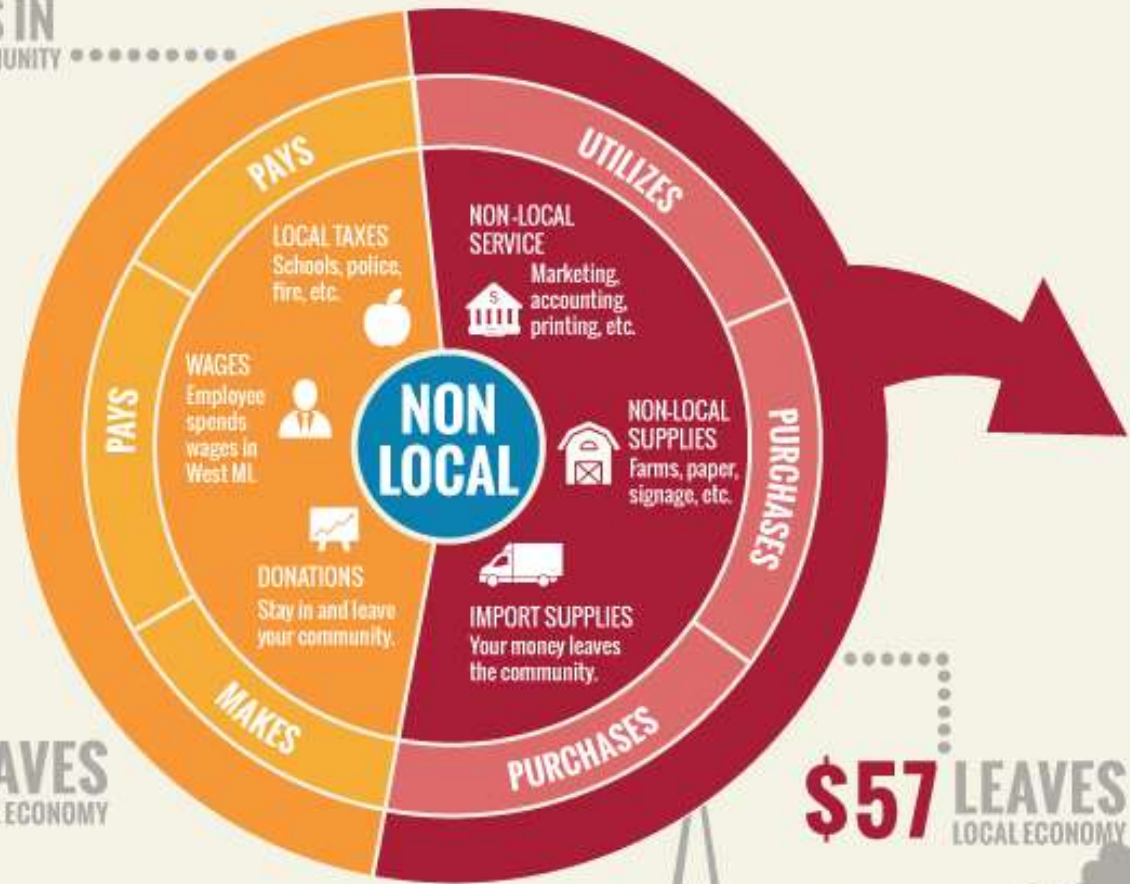 IN
PAYS
UTILIZES
LOCAL TAXES
Schools, police,
fire, etc.
NON-LOCAL
SERVICE
$
Marketing,
accounting,
printing, etc.
PAYS
WAGES
Employee
spends
wages in
West MI.
NON
LOCAL
NON-LOCAL
SUPPLIES
Farms, paper,
signage, etc.
PURCHASES
DONATIONS
Stay in and leave
your community.
IMPORT SUPPLIES
Your money leaves
the community.
MAKES
PURCHASES
ECONOMY
$57 LEAVES
LOCAL ECONOMY